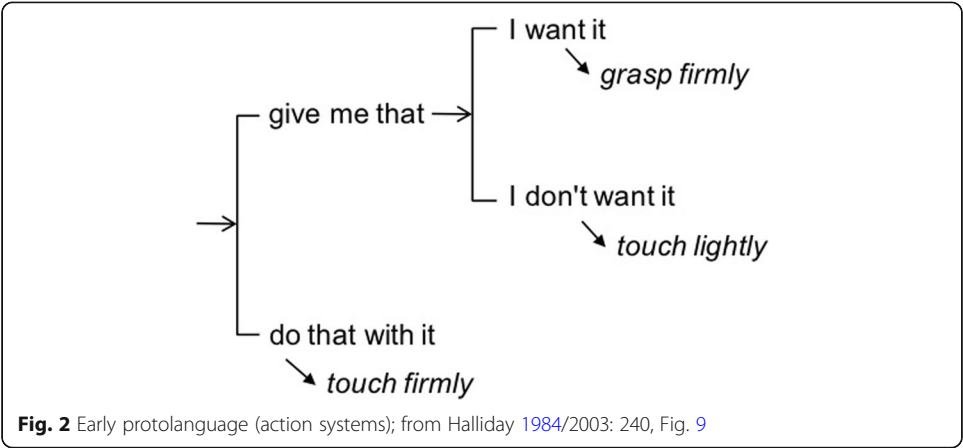 I want it
grasp firmly
give me that
I don't want it
touch lightly
do that with it
touch firmly
Fig. 2 Early protolanguage (action systems); from Halliday 1984/2003: 240, Fig. 9